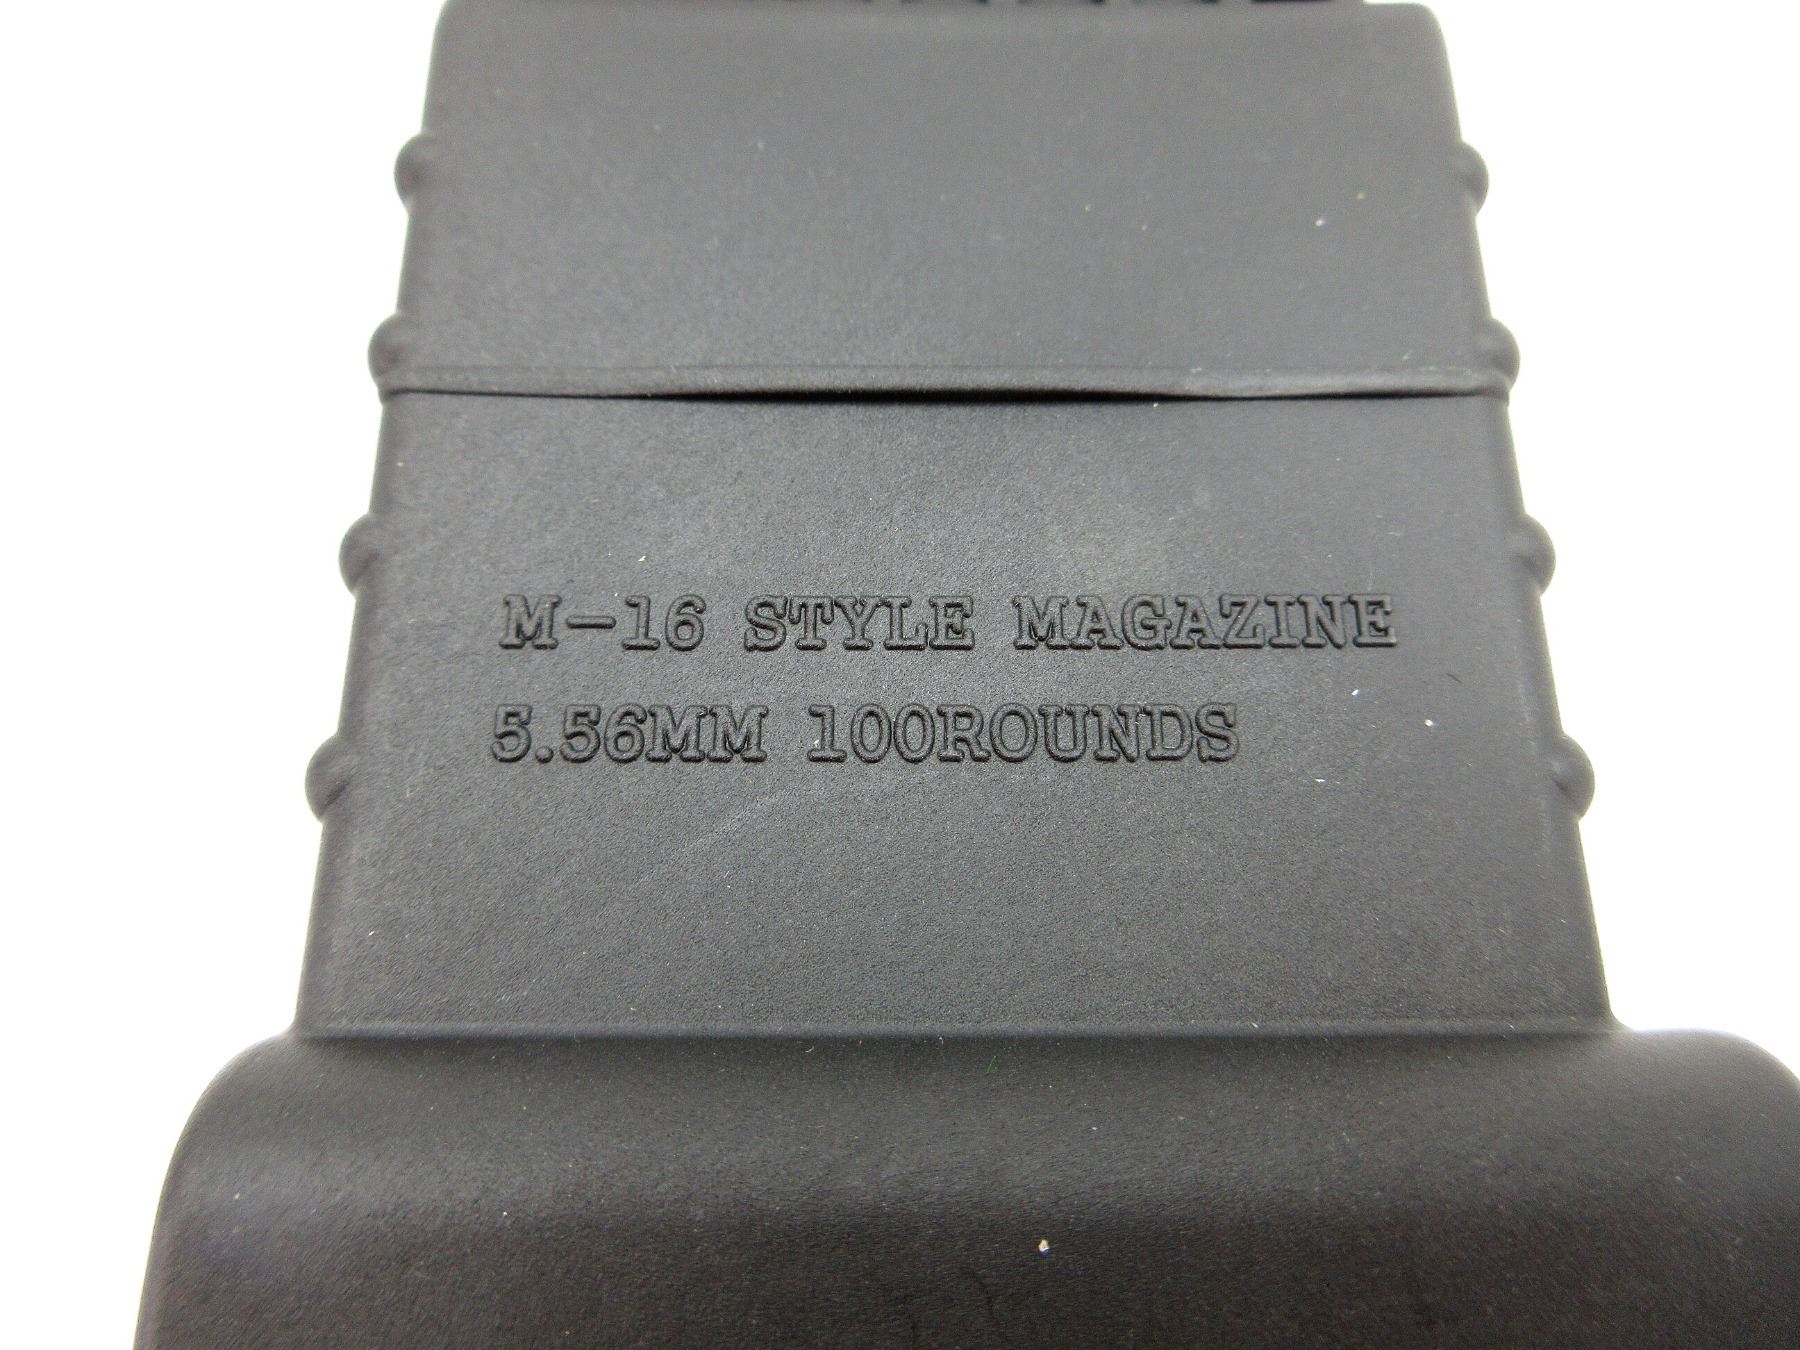 M-16 STYLE MAGAZINE
5.56MM 100ROUNDS